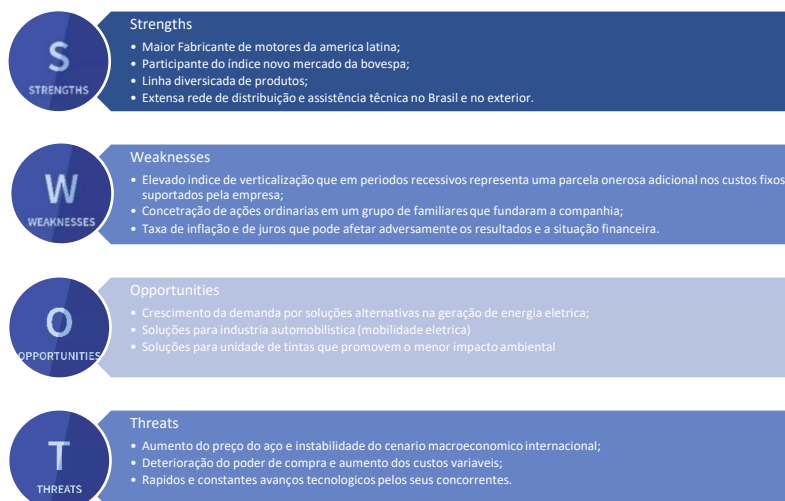 S
STRENGTHS
Strengths
• Maior Fabricante de motores da america latina;
• Participante do índice novo mercado da bovespa;
• Linha diversicada de produtos;
• Extensa rede de distribuição e assistência têcnica no Brasil e no exterior.
W
WEAKNESSES
Weaknesses
• Elevado indice de verticalização que em periodos recessivos representa uma parcela onerosa adicional nos custos fixos
suportados pela empresa;
• Concetração de ações ordinarias em um grupo de familiares que fundaram a companhia;
• Taxa de inflação e de juros que pode afetar adversamente os resultados e a situação financeira.
O
OPPORTUNITIES
Opportunities
• Crescimento da demanda por soluções alternativas na geração de energia eletrica;
• Soluções para industria automobilistica (mobilidade eletrica)
• Soluções para unidade de tintas que promovem o menor impacto ambiental
T
THREATS
Threats
• Aumento do preço do aço e instabilidade do cenario macroeconomico internacional;
• Deterioração do poder de compra e aumento dos custos variaveis;
• Rapidos e constantes avanços tecnologicos pelos seus concorrentes.